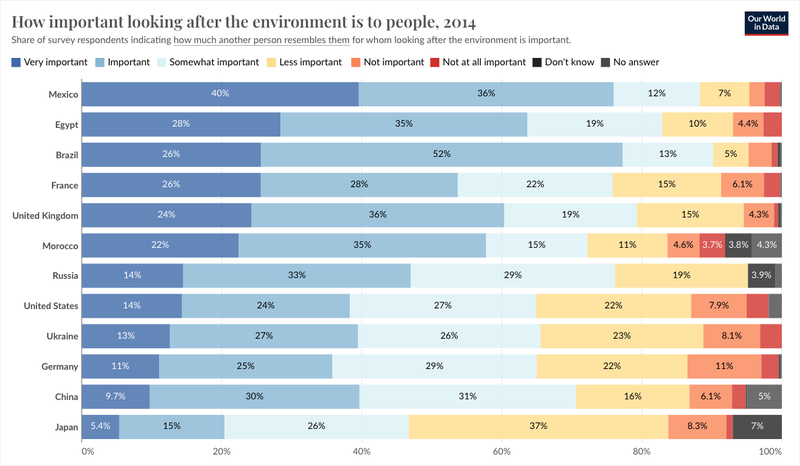 How important looking after the environment is to people, 2014
Our World
in Data
Share of survey respondents indicating how much another person resembles them for whom looking after the environment is important.
Very important Important Somewhat important Less important Not important Not at all important Don't know No answer
Mexico 40% 36% 12% 7%
Egypt 28% 35% 19% 10% 4.4%
Brazil 26% 52% 13% 5%
France 26% 28% 22% 15% 6.1%
United Kingdom 24% 36% 19% 15% 4.3%
Morocco 22% 35% 15% 11% 4.6% 3.7% 3.8% 4.3%
Russia 14% 33% 29% 19% 3.9%
United States 14% 24% 27% 22% 7.9%
Ukraine 13% 27% 26% 23% 8.1%
Germany 11% 25% 29% 22% 11%
China 9.7% 30% 31% 16% 6.1% 5%
Japan 5.4% 15% 26% 37% 8.3% 7%
0% 20% 40% 60% 80% 100%